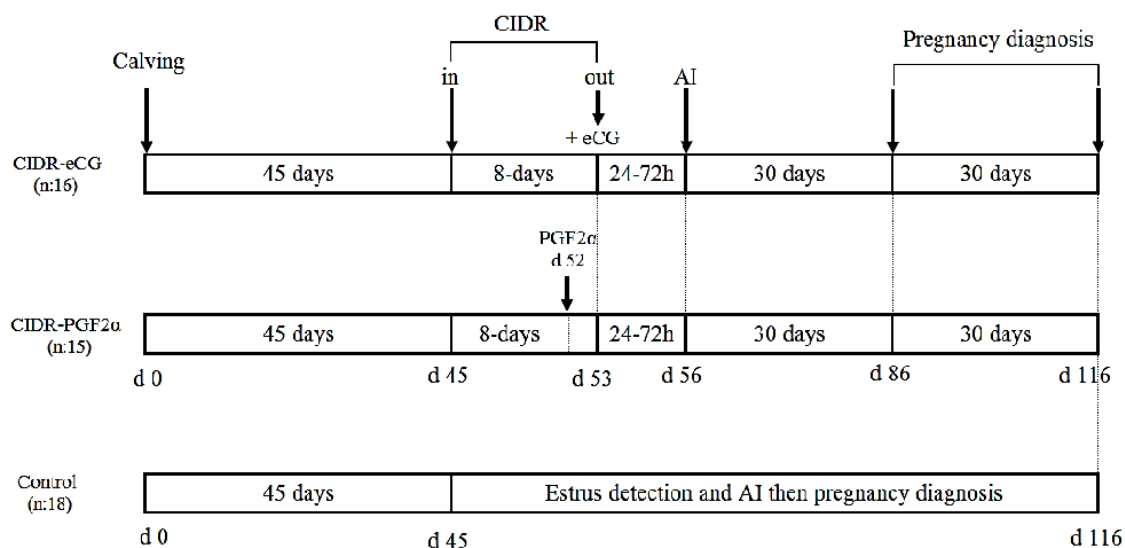 CIDR
Pregnancy diagnosis
Calving
in
out
AI
+ eCG
CIDR-eCG
(n:16)
45 days
8-days
24-72h
30 days
30 days
PGF2α
d 52
CIDR-PGF2α
(n:15)
45 days
8-days
24-72h
30 days
30 days
d 0
d 45
d 53
d 56
d 86
d 116
Control
(n:18)
45 days
Estrus detection and AI then pregnancy diagnosis
d 0
d 45
d 116